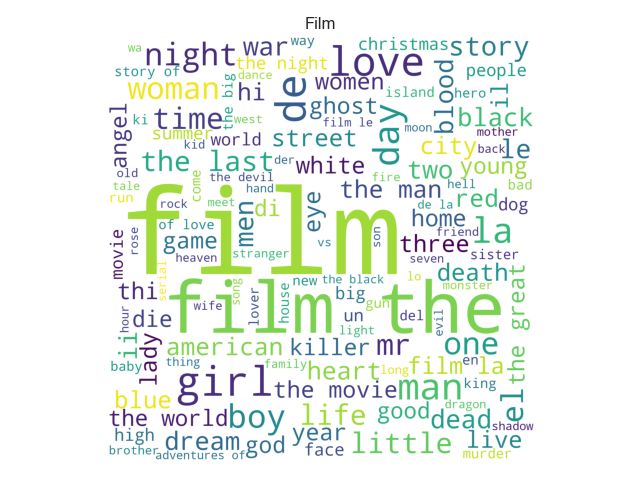 Film
wa
night
war
way
love
christmas
story
story of
the night
dance
people
woman
the big
hi
de
women
island
hero
blood
il
angel
ki
time
ghost
film le
day
moon
black
summer
kid
world
west
street
city
mother
back
le
old
the last
der
white
two
young
tale
run
come
the devil
hand
eye
the man
fire
hell
bad
rock
meet
men
di
de la
red
dog
rose
of love
film
vs
son
home
friend
la
movie
game
heaven
stranger
three
seven
sister
serial
thi
song
lover
house
new
the black
big
lo
gun
monster
death
the great
hour
die
wife
film the
un
light
del
evil
ii
lady
american
killer
mr
one
baby
thing
family
heart
long
film la
en
girl
the movie
man
king
blue
the world
boy
life
good
dragon
dead
el
shadow
high
dream
god
year
face
little
live
brother
adventures of
murder